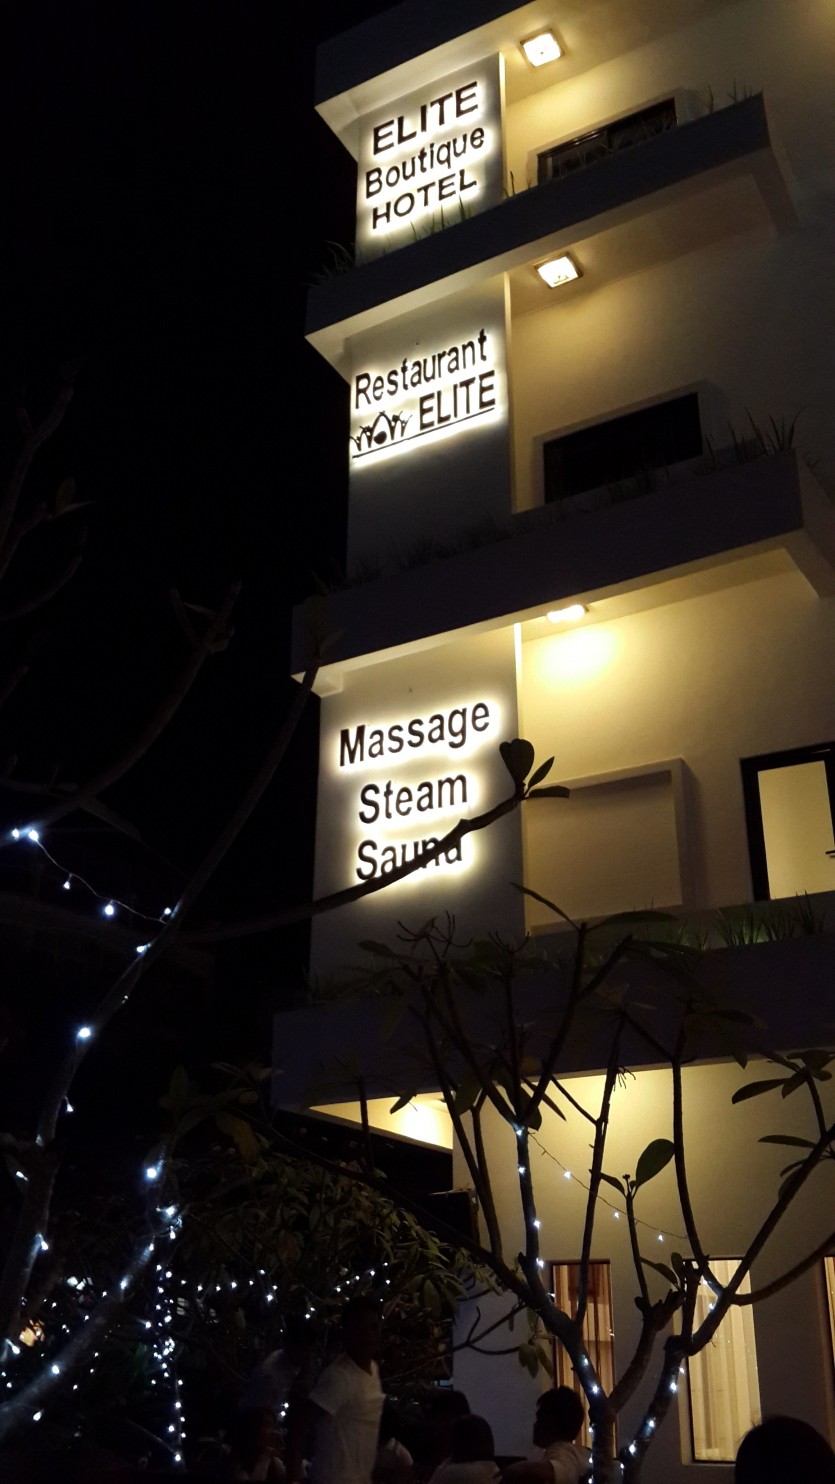 ELITE
Boutique
HOTEL
Restaurant
ELITE
Massage
Steam
Sauna